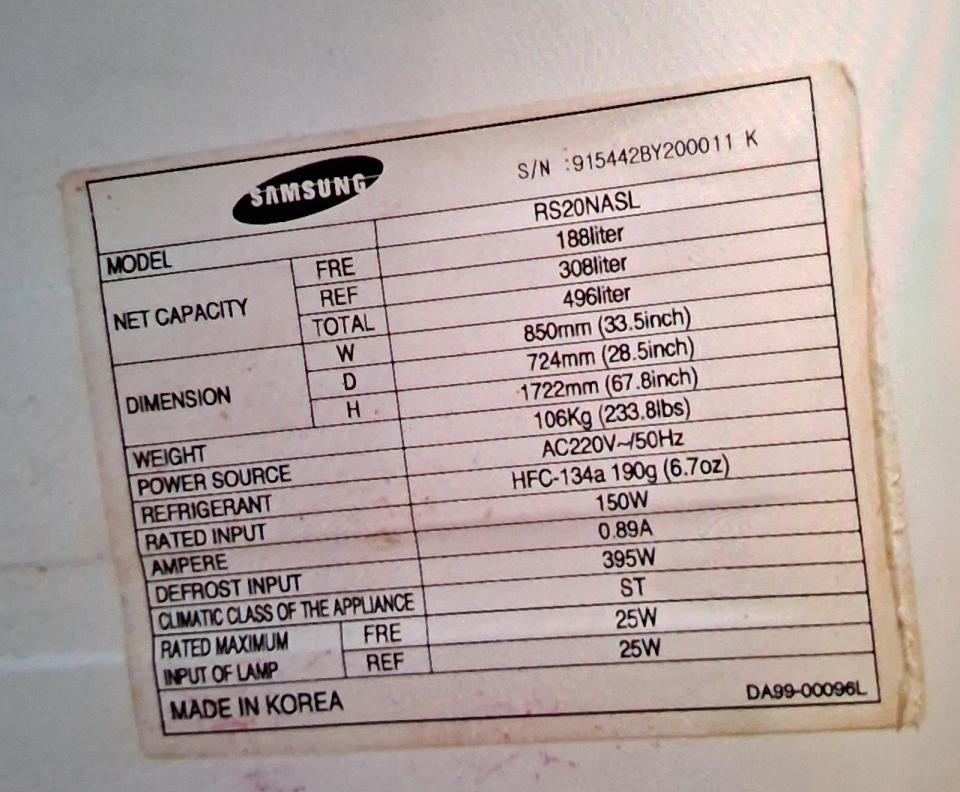 SAMSUNG S/N :915442BY200011 K
MODEL RS20NASL
NET CAPACITY FRE 188liter
REF 308liter
TOTAL 496liter
DIMENSION W 850mm (33.5inch)
D 724mm (28.5inch)
H 1722mm (67.8inch)
WEIGHT 106Kg (233.8lbs)
POWER SOURCE AC220V~/50Hz
REFRIGERANT HFC-134a 190g (6.7oz)
RATED INPUT 150W
AMPERE 0.89A
DEFROST INPUT 395W
CLIMATIC CLASS OF THE APPLIANCE ST
RATED MAXIMUM INPUT OF LAMP FRE 25W
REF 25W
MADE IN KOREA DA99-00096L